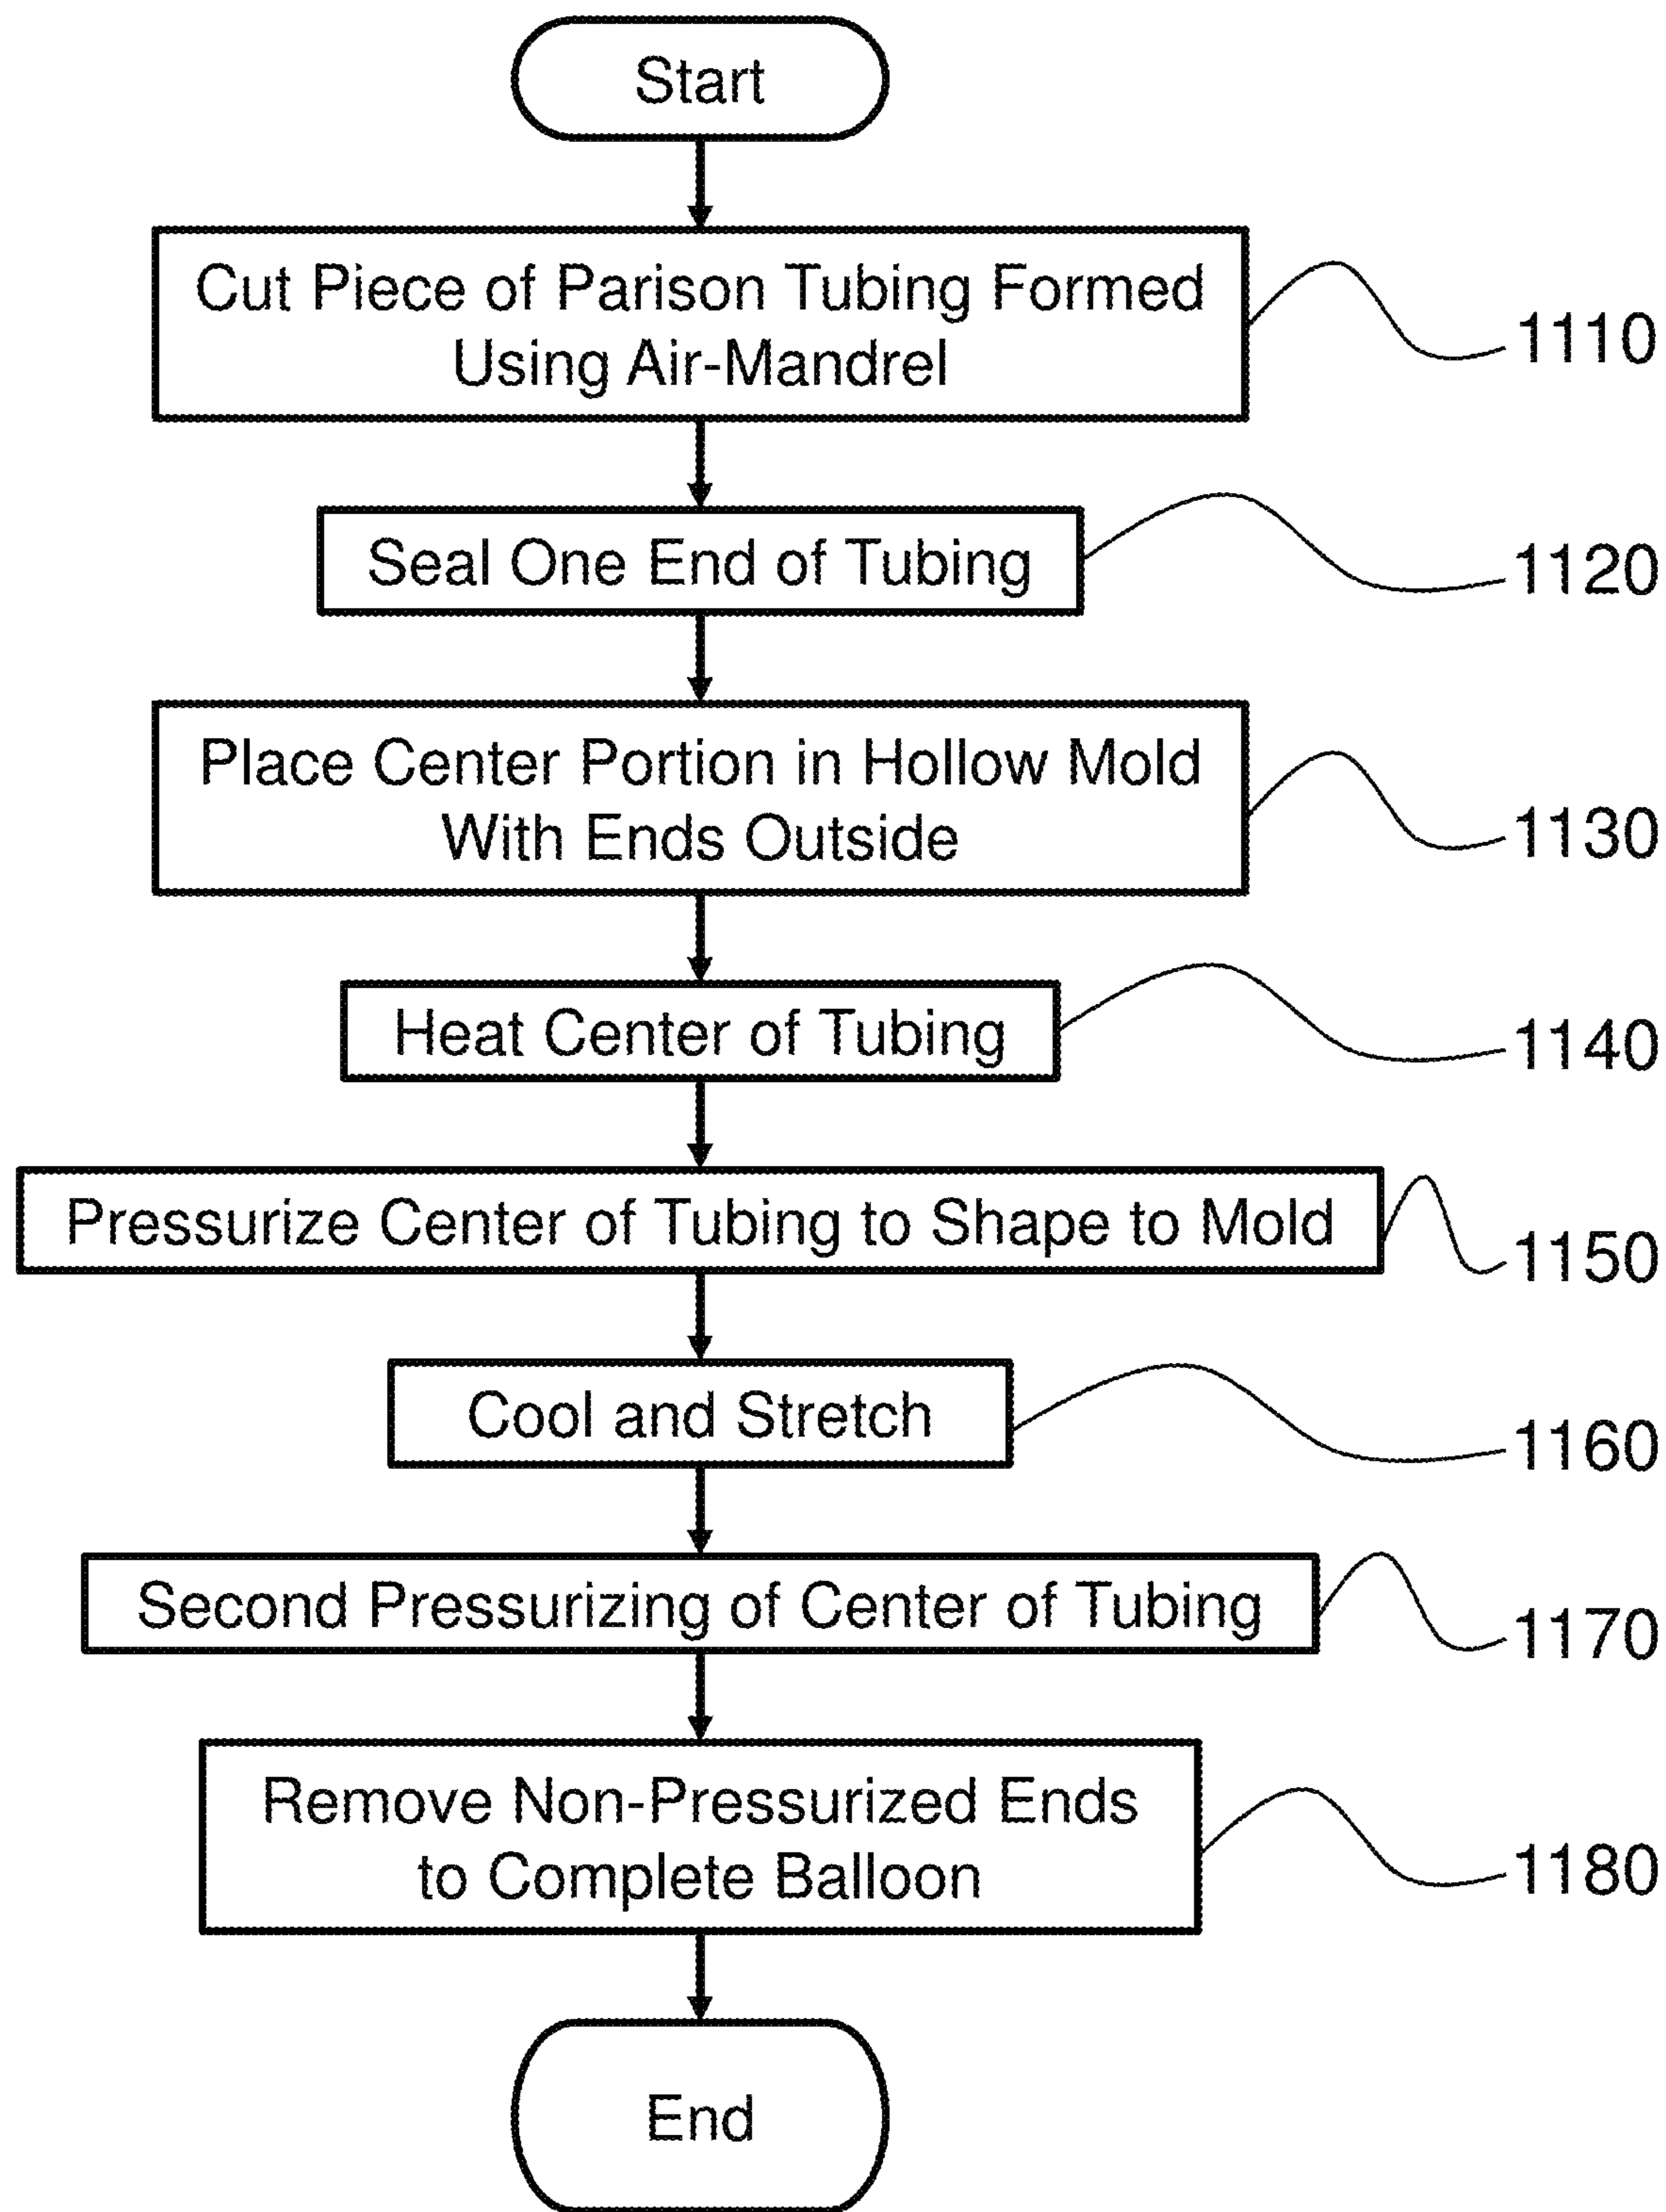 Start
Cut Piece of Parison Tubing Formed
Using Air-Mandrel
1110
Seal One End of Tubing
1120
Place Center Portion in Hollow Mold
With Ends Outside
1130
Heat Center of Tubing
1140
Pressurize Center of Tubing to Shape to Mold
1150
Cool and Stretch
1160
Second Pressurizing of Center of Tubing
1170
Remove Non-Pressurized Ends
to Complete Balloon
1180
End